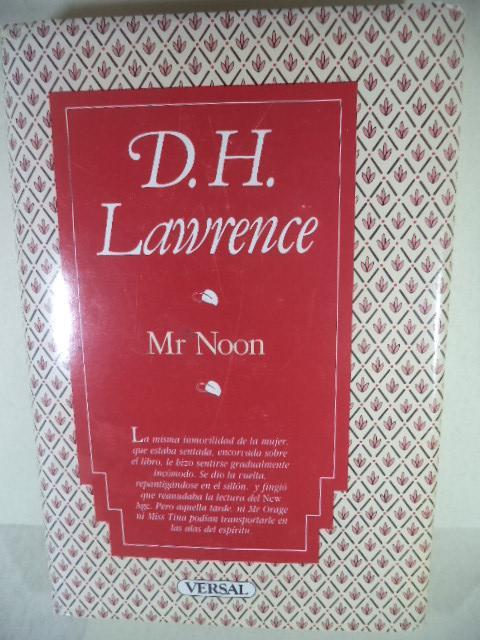 D.H.
Lawrence
Mr Noon
La misma inmovilidad de la mujer,
que estaba sentada, encorvada sobre
el libro, le hizo sentirse gradualmente
incómodo. Se dio la vuelta,
repantigándose en el sillón, y fingió
que reanudaba la lectura del New
Age. Pero aquella tarde, ni Mr Orage
ni Miss Tina podían transportarle en
las alas del espíritu.
VERSAL